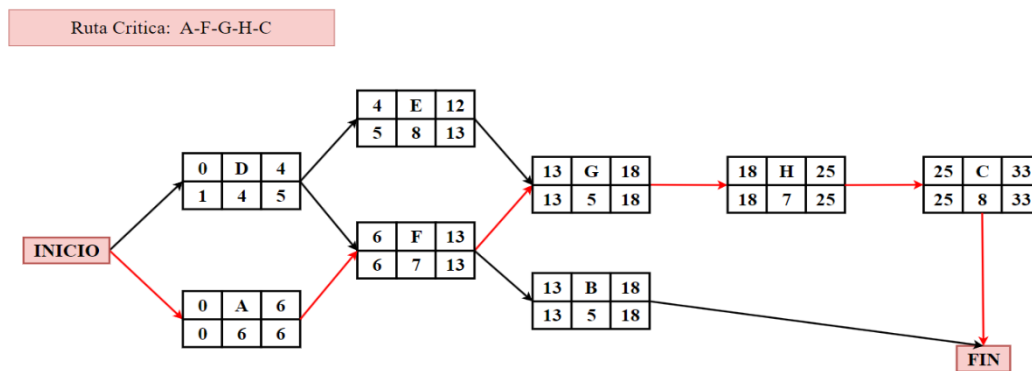 Ruta Critica: A-F-G-H-C
4 E 12
5 8 13
0 D 4
1 4 5
13 G 18
13 5 18
18 H 25
18 7 25
25 C 33
25 8 33
INICIO
6 F 13
6 7 13
0 A 6
0 6 6
13 B 18
13 5 18
FIN